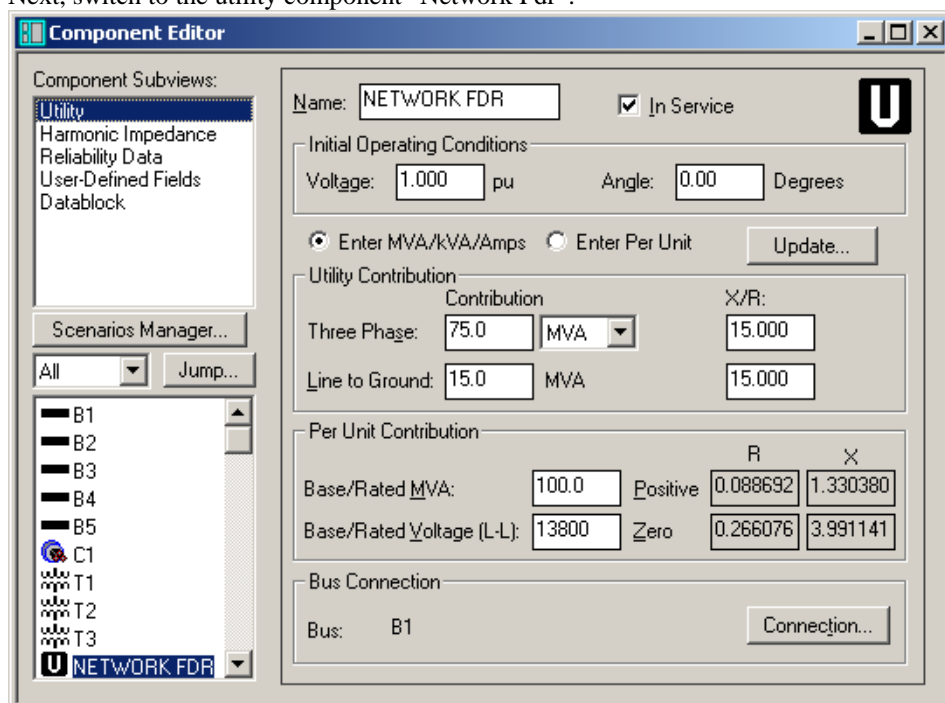 Next, switch to the utility component "Network Fdr".
Component Editor
Component Subviews:
Utility
Harmonic Impedance
Reliability Data
User-Defined Fields
Datablock
Scenarios Manager...
All Jump...
B1
B2
B3
B4
B5
C1
T1
T2
T3
U NETWORK FDR
Name: NETWORK FDR In Service U
Initial Operating Conditions
Voltage: 1.000 pu Angle: 0.00 Degrees
Enter MVA/kVA/Amps Enter Per Unit Update...
Utility Contribution
Contribution X/R:
Three Phase: 75.0 MVA 15.000
Line to Ground: 15.0 MVA 15.000
Per Unit Contribution
R X
Base/Rated MVA: 100.0 Positive 0.088692 1.330380
Base/Rated Voltage (L-L): 13800 Zero 0.266076 3.991141
Bus Connection
Bus: B1 Connection...